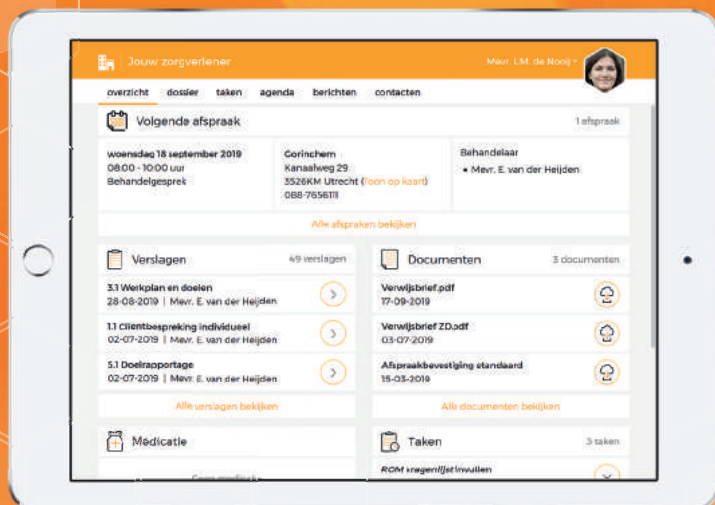 Jouw zorgverlener
Mevr. I.M. de Nooij
overzicht dossier taken agenda berichten contacten
Volgende afspraak
1 afspraak
woensdag 18 september 2019
08:00 - 10:00 uur
Behandelgesprek
Gorinchem
Kanaalweg 29
3526KM Utrecht (Toon op kaart)
088-7656111
Behandelaar
• Mevr. E. van der Heijden
Alle afspraken bekijken
Verslagen
49 verslagen
3.1 Werkplan en doelen
28-08-2019 | Mevr. E. van der Heijden
1.1 Clientbespreking individueel
02-07-2019 | Mevr. E. van der Heijden
5.1 Doelrapportage
02-07-2019 | Mevr. E. van der Heijden
Alle verslagen bekijken
Documenten
3 documenten
Verwijsbrief.pdf
17-09-2019
Verwijsbrief ZD.pdf
03-07-2019
Afspraakbevestiging standaard
15-03-2019
Alle documenten bekijken
Medicatie
Taken
3 taken
ROM vragenlijst invullen